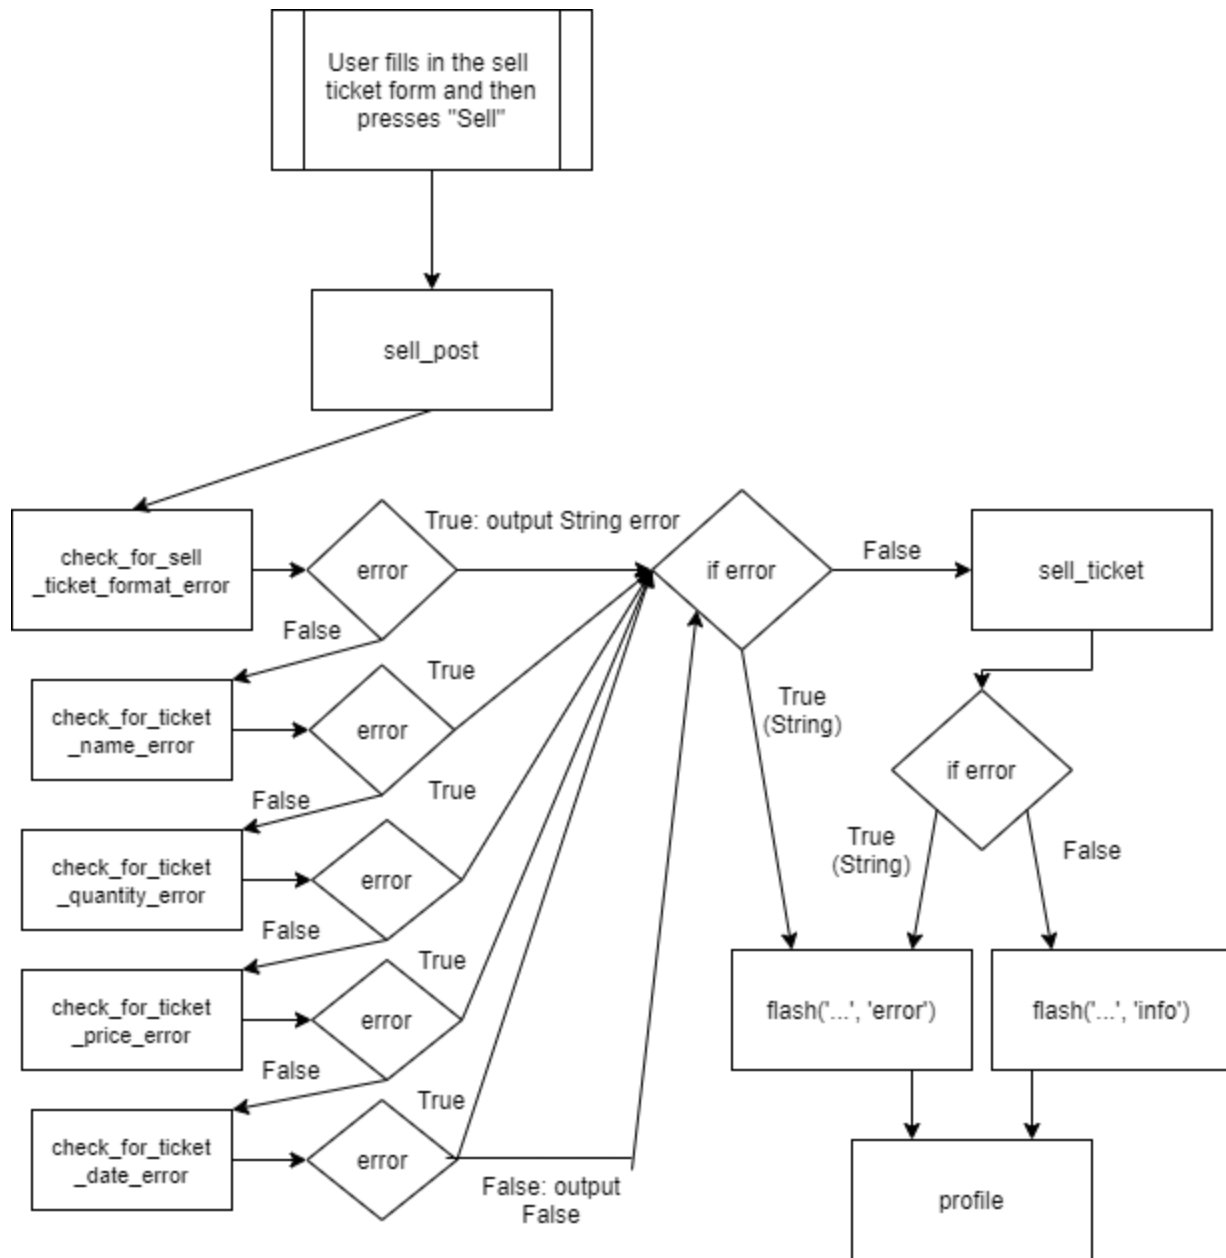 User fills in the sell
ticket form and then
presses "Sell"
sell_post
check_for_sell
_ticket_format_error
error
True: output String error
if error
False
sell_ticket
False
check_for_ticket
_name_error
error
True
True
(String)
if error
False
check_for_ticket
_quantity_error
error
True
True
(String)
False
False
check_for_ticket
_price_error
error
True
flash('...', 'error')
flash('...', 'info')
False
check_for_ticket
_date_error
error
True
False: output
False
profile